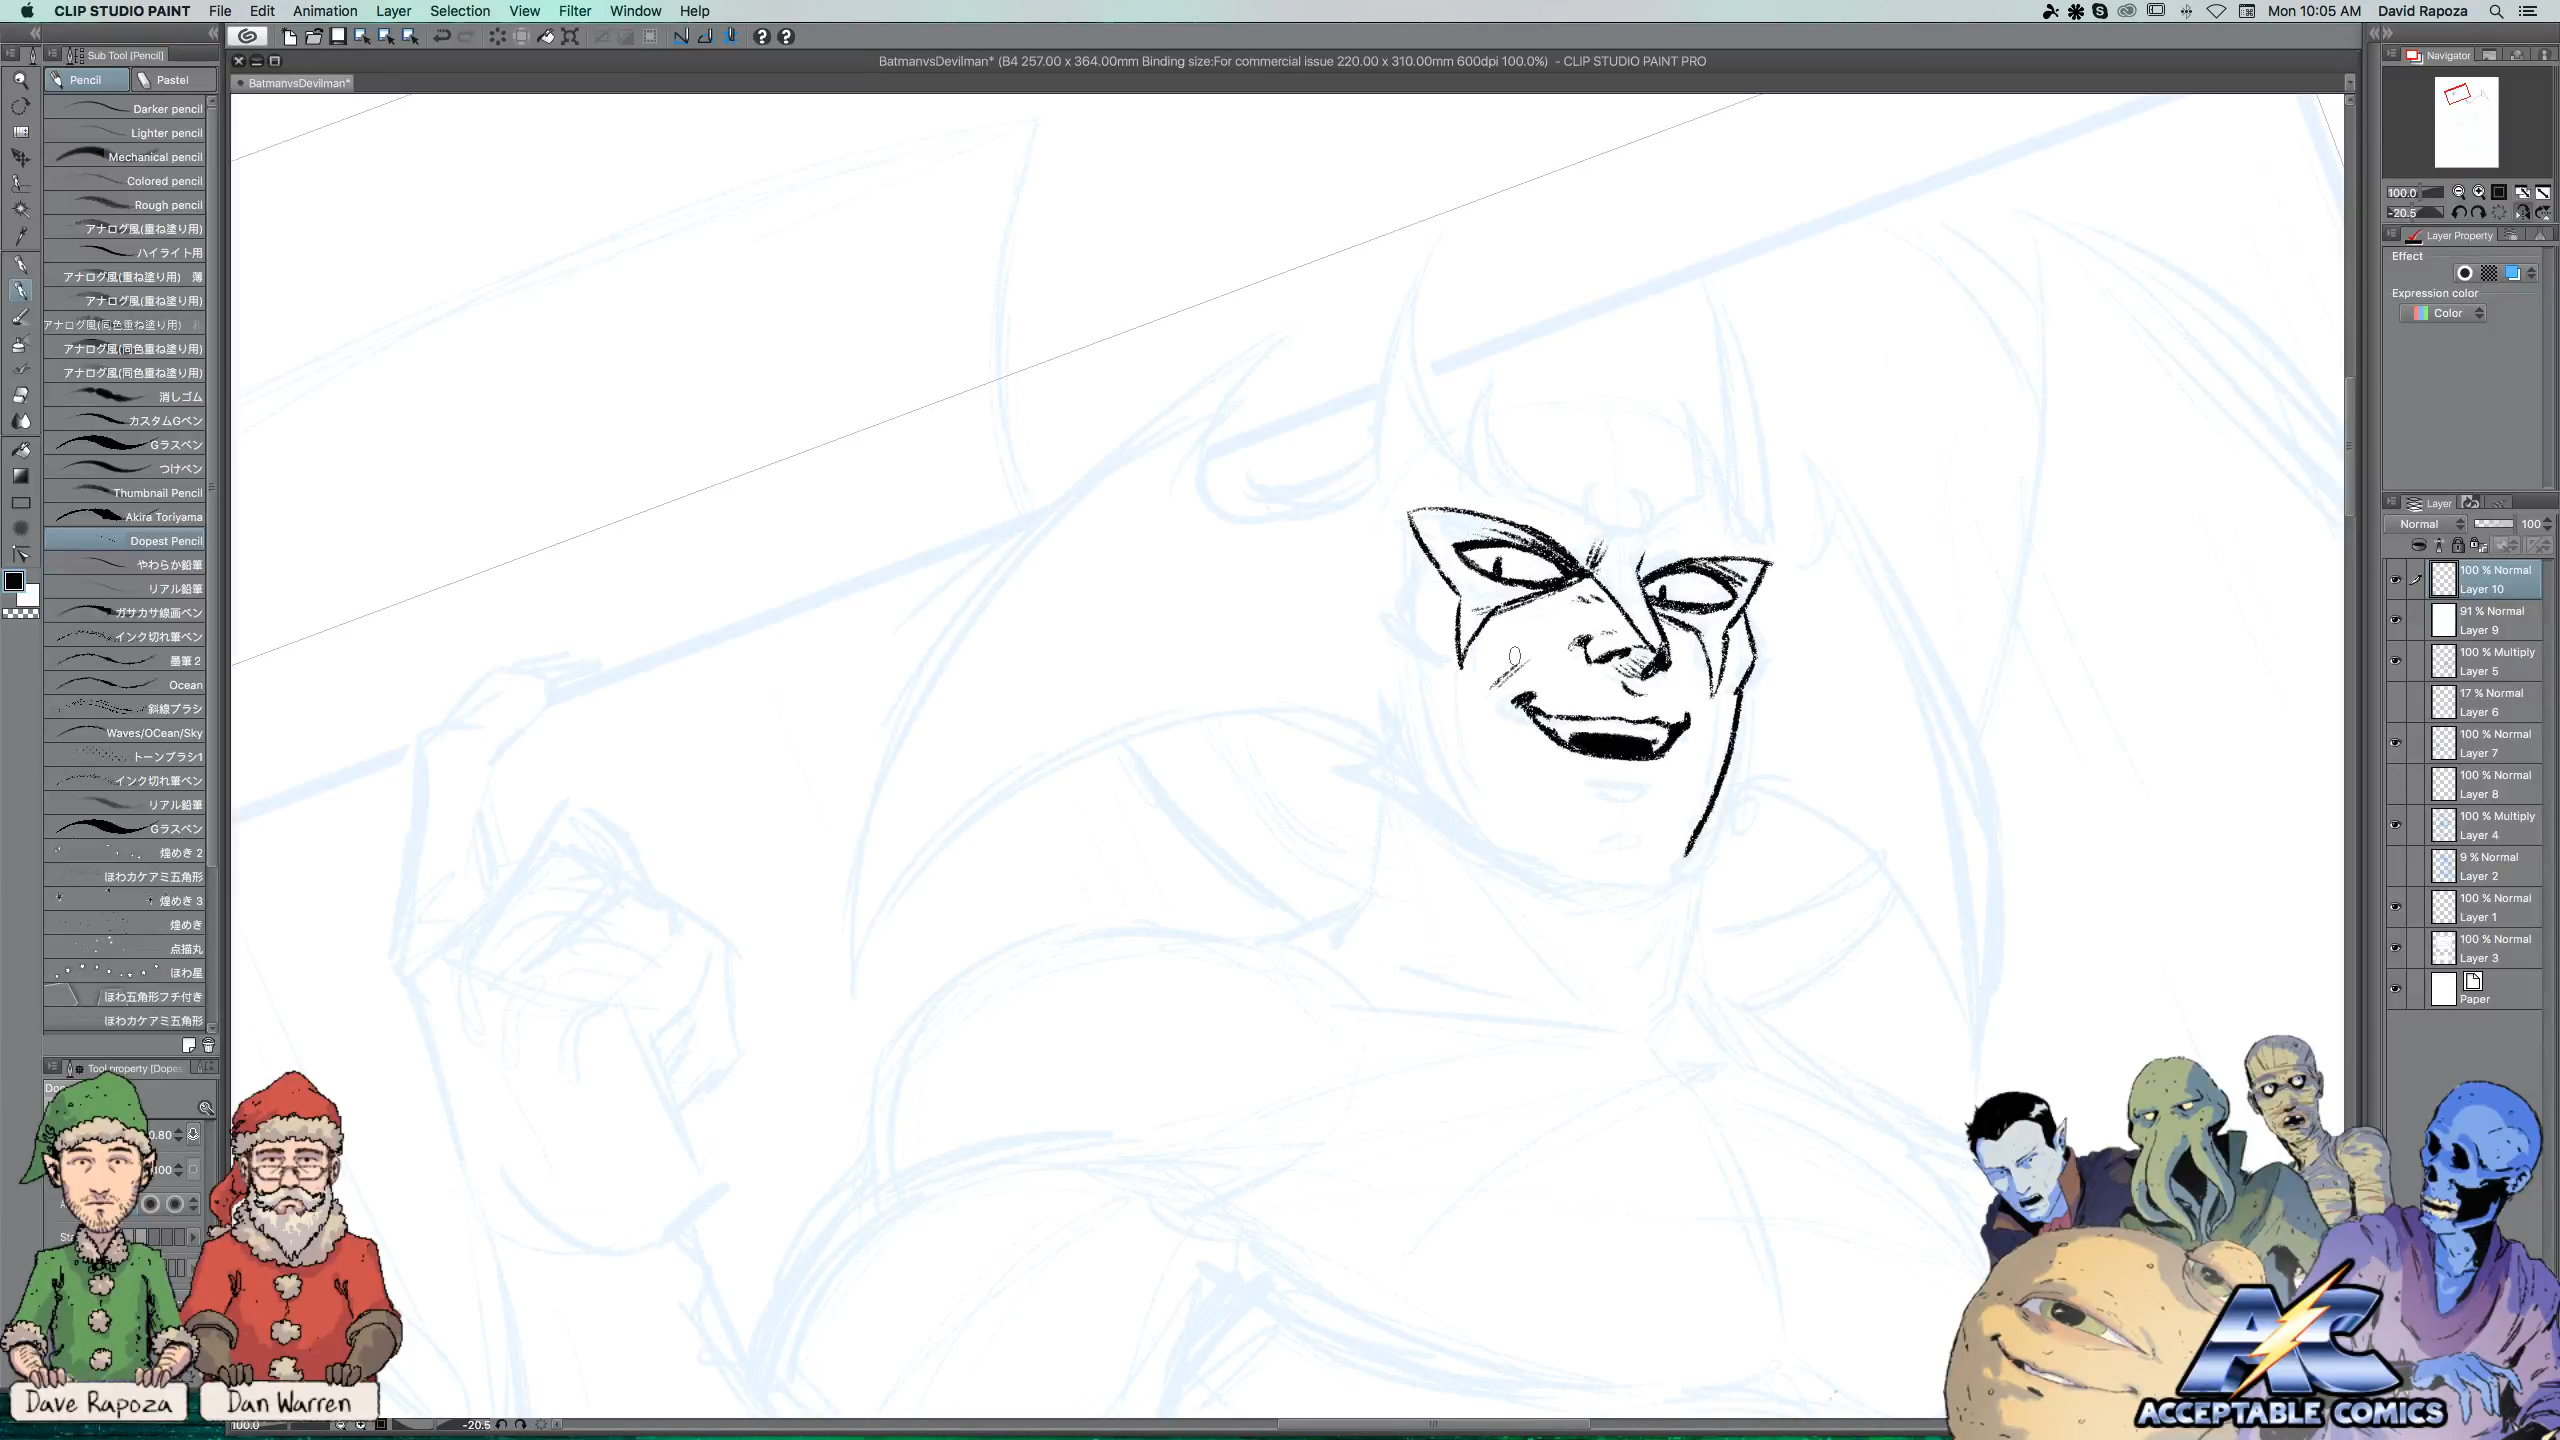 CLIP STUDIO PAINT File Edit Animation Layer Selection View Filter Window Help
Mon 10:05 AM David Rapoza
BatmanvsDevilman* (B4 257.00 x 364.00mm Binding size:For commercial issue 220.00 x 310.00mm 600dpi 100.0%) - CLIP STUDIO PAINT PRO
BatmanvsDevilman*
Sub Tool [Pencil]
Pencil Pastel
Darker pencil
Lighter pencil
Mechanical pencil
Colored pencil
Rough pencil
アナログ風(重ね塗り用)
ハイライト用
アナログ風(重ね塗り用) 薄
アナログ風(重ね塗り用)
アナログ風(同色重ね塗り用)
アナログ風(同色重ね塗り用)
アナログ風(同色重ね塗り用)
消しゴム
カスタムGペン
Gラスペン
つけペン
Thumbnail Pencil
Akira Toriyama
Dopest Pencil
やわらか鉛筆
リアル鉛筆
ガサカサ線画ペン
インク切れ筆ペン
墨筆 2
Ocean
斜線ブラシ
Waves/OCean/Sky
トーンブラシ1
インク切れ筆ペン
リアル鉛筆
Gラスペン
煌めき 2
ほわカケアミ五角形
煌めき 3
煌めき
点描丸
ほわ星
ほわ五角形フチ付き
ほわカケアミ五角形
Tool property [Dopes
0.80
100
Navigator
100.0
-20.5
Layer Property
Effect
Expression color
Color
Layer
Normal 100
100 % Normal
Layer 10
91 % Normal
Layer 9
100 % Multiply
Layer 5
17 % Normal
Layer 6
100 % Normal
Layer 7
100 % Normal
Layer 8
100 % Multiply
Layer 4
9 % Normal
Layer 2
100 % Normal
Layer 1
100 % Normal
Layer 3
Paper
Dave Rapoza
Dan Warren
100.0 -20.5
AC
ACCEPTABLE COMICS